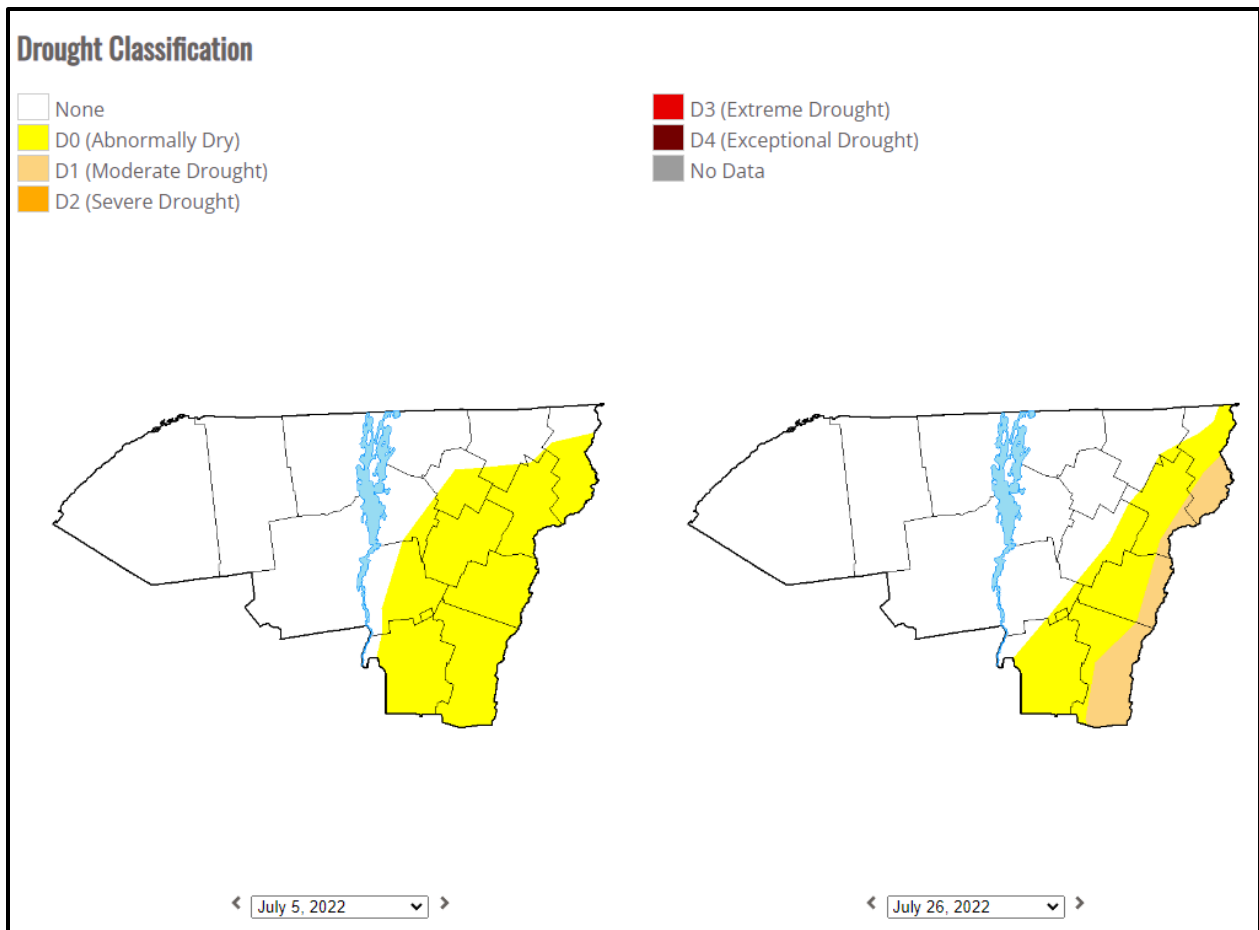 Drought Classification
None
D0 (Abnormally Dry)
D1 (Moderate Drought)
D2 (Severe Drought)
D3 (Extreme Drought)
D4 (Exceptional Drought)
No Data
July 5, 2022
July 26, 2022